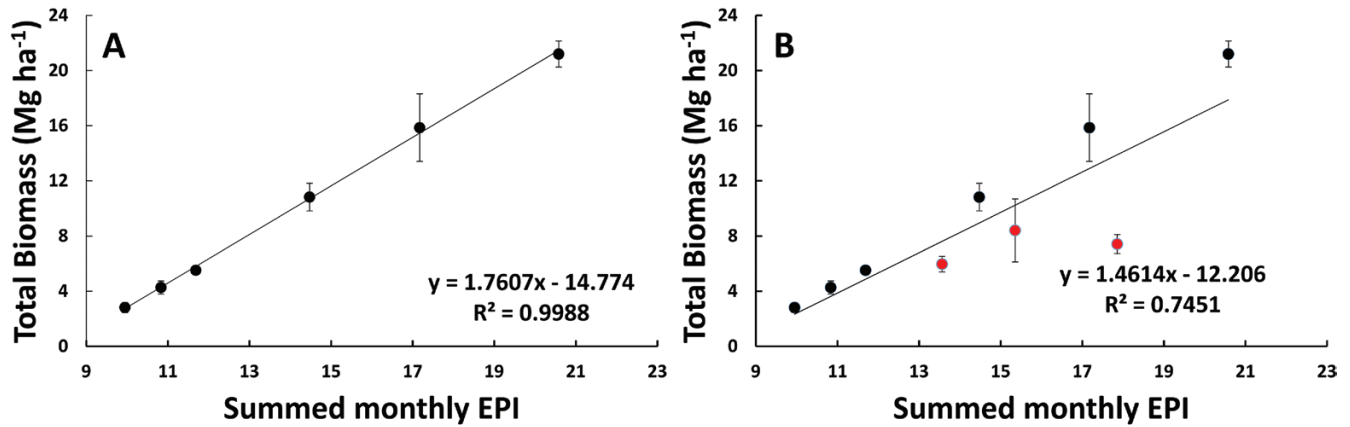 A
Total Biomass (Mg ha⁻¹)
24
20
16
12
8
4
0
y = 1.7607x - 14.774
R² = 0.9988
9 11 13 15 17 19 21 23
Summed monthly EPI
B
Total Biomass (Mg ha⁻¹)
24
20
16
12
8
4
0
y = 1.4614x - 12.206
R² = 0.7451
9 11 13 15 17 19 21 23
Summed monthly EPI